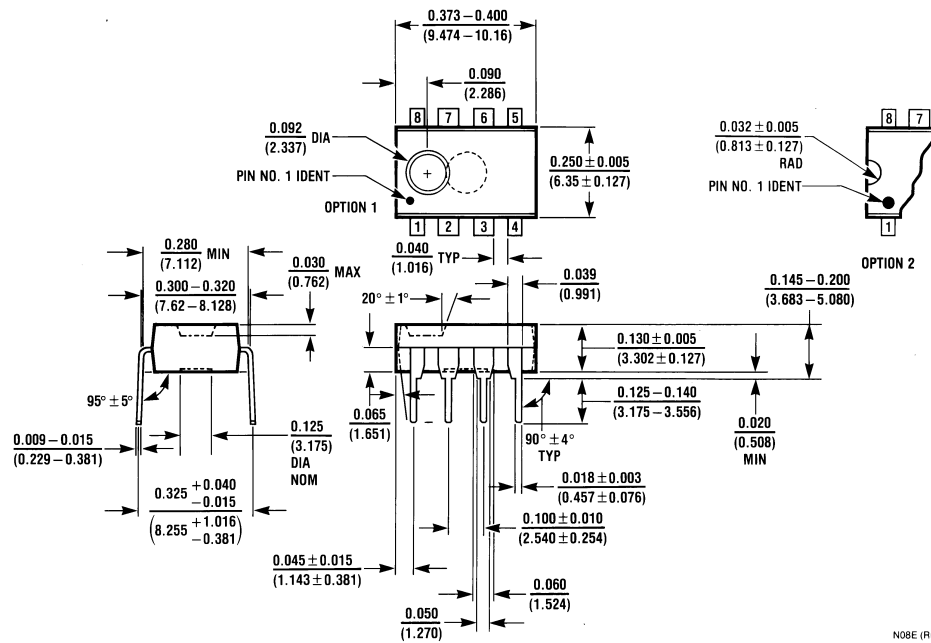 0.373 – 0.400
(9.474 – 10.16)
0.090
(2.286)
8 7 6 5
0.092 DIA
(2.337)
PIN NO. 1 IDENT
OPTION 1
0.250 ± 0.005
(6.35 ± 0.127)
1 2 3 4
8 7
0.032 ± 0.005
(0.813 ± 0.127)
RAD
PIN NO. 1 IDENT
1
OPTION 2
0.280 MIN
(7.112)
0.300 – 0.320
(7.62 – 8.128)
0.030 MAX
(0.762)
95° ± 5°
0.009 – 0.015
(0.229 – 0.381)
0.125
(3.175)
DIA
NOM
0.325 +0.040
−0.015
(8.255 +1.016
−0.381)
0.040 TYP
(1.016)
0.039
(0.991)
20° ± 1°
0.145 – 0.200
(3.683 – 5.080)
0.130 ± 0.005
(3.302 ± 0.127)
0.125 – 0.140
(3.175 – 3.556)
0.020
(0.508)
MIN
0.065
(1.651)
90° ± 4°
TYP
0.018 ± 0.003
(0.457 ± 0.076)
0.100 ± 0.010
(2.540 ± 0.254)
0.045 ± 0.015
(1.143 ± 0.381)
0.060
(1.524)
0.050
(1.270)
N08E (R